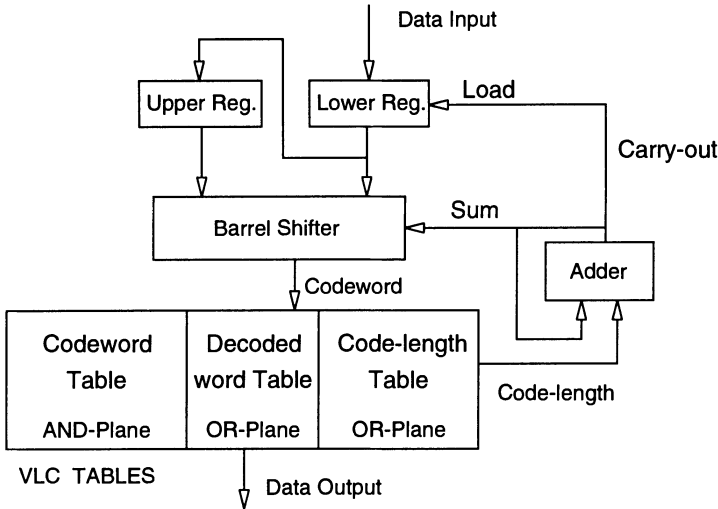 Data Input
Upper Reg.
Lower Reg.
Load
Carry-out
Barrel Shifter
Sum
Adder
Codeword
Codeword
Table
AND-Plane
Decoded
word Table
OR-Plane
Code-length
Table
OR-Plane
Code-length
VLC TABLES
Data Output